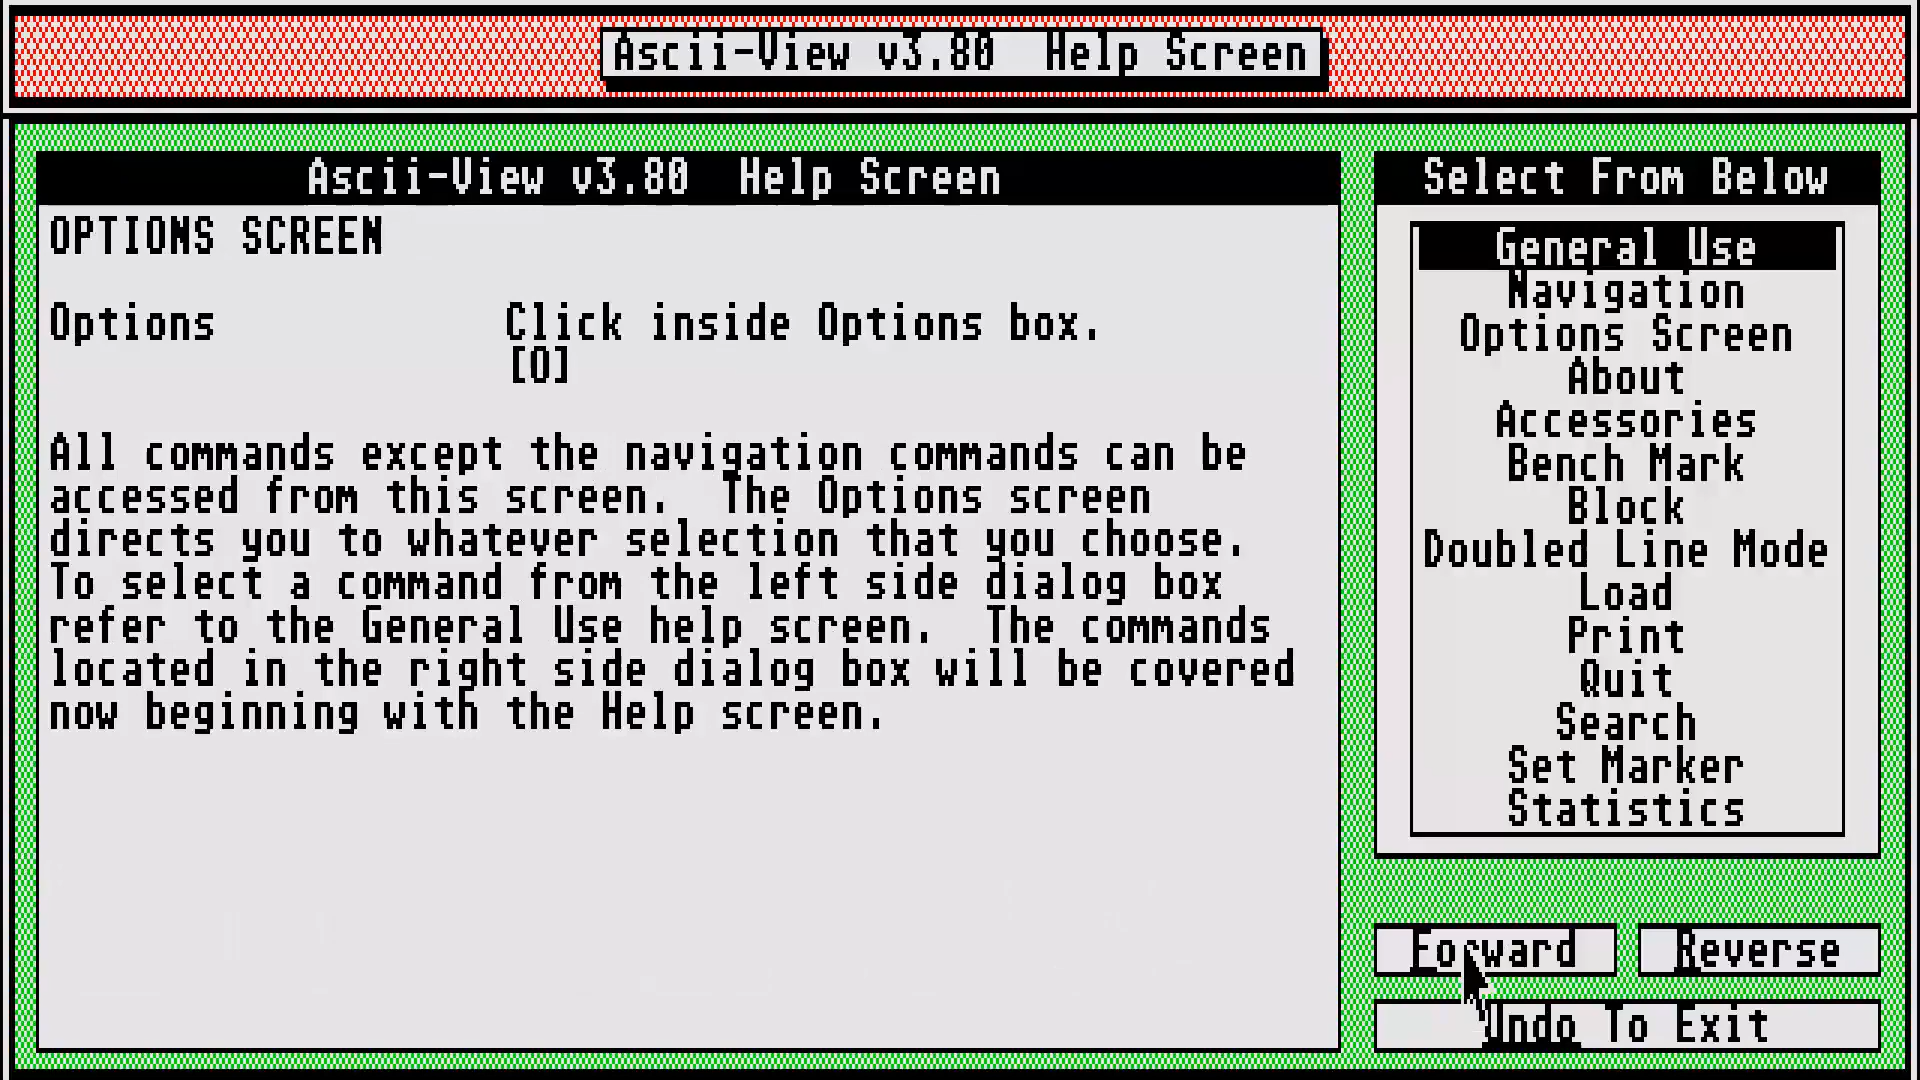 Ascii-View v3.80  Help Screen
Ascii-View v3.80  Help Screen
OPTIONS SCREEN
Options Click inside Options box.
[O]
All commands except the navigation commands can be
accessed from this screen.  The Options screen
directs you to whatever selection that you choose.
To select a command from the left side dialog box
refer to the General Use help screen.  The commands
located in the right side dialog box will be covered
now beginning with the Help screen.
Select From Below
General Use
Navigation
Options Screen
About
Accessories
Bench Mark
Block
Doubled Line Mode
Load
Print
Quit
Search
Set Marker
Statistics
Forward Reverse
Undo To Exit